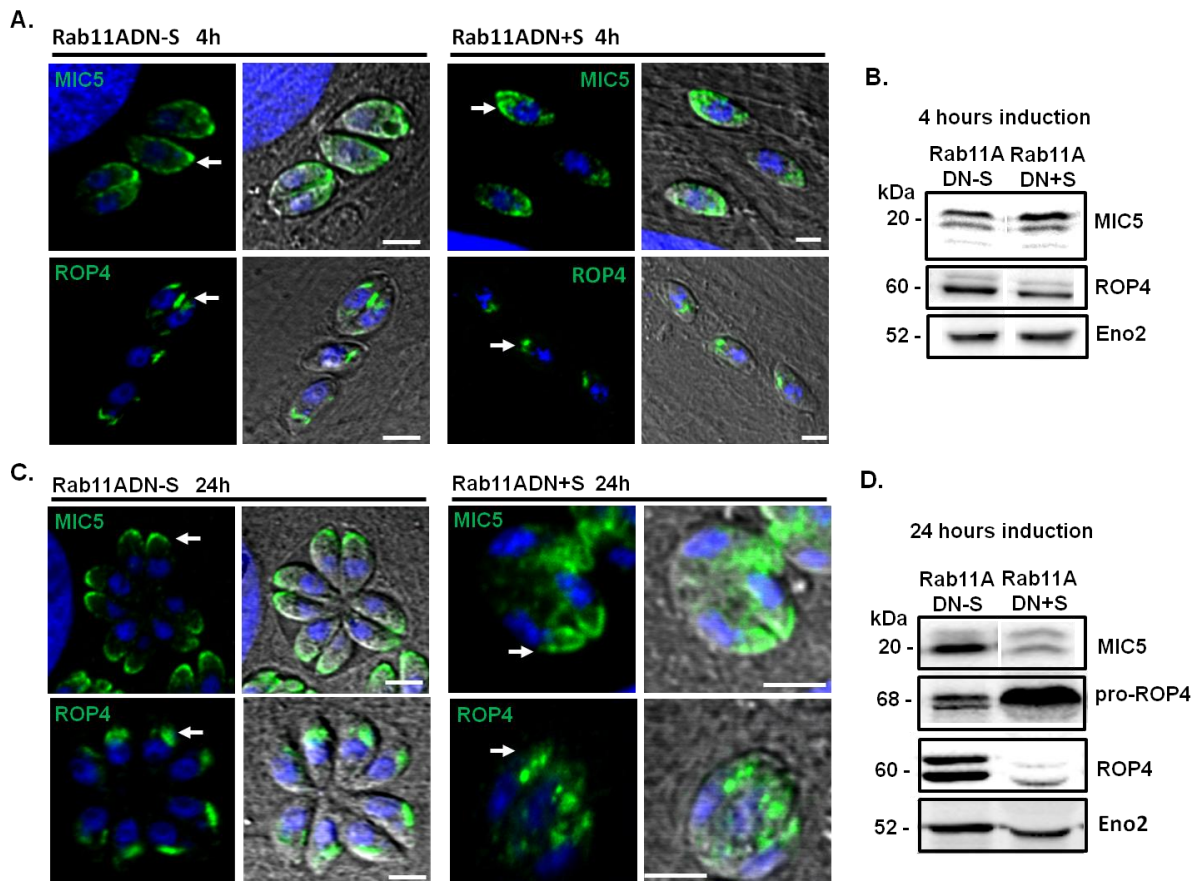 A.
Rab11ADN-S 4h
Rab11ADN+S 4h
MIC5
MIC5
ROP4
ROP4
B.
4 hours induction
Rab11A Rab11A
DN-S DN+S
kDa
20 - MIC5
60 - ROP4
52 - Eno2
C.
Rab11ADN-S 24h
Rab11ADN+S 24h
MIC5
MIC5
ROP4
ROP4
D.
24 hours induction
Rab11A Rab11A
DN-S DN+S
kDa
20 - MIC5
68 - pro-ROP4
60 - ROP4
52 - Eno2